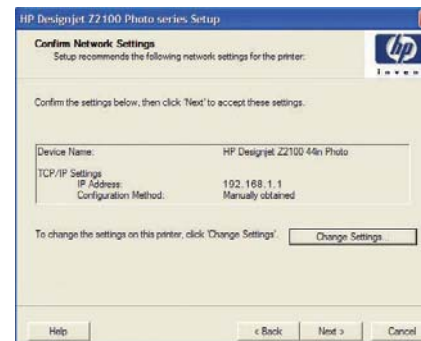 HP Designjet Z2100 Photo series Setup
Confirm Network Settings
Setup recommends the following network settings for the printer:
hp
i n v e n
Confirm the settings below, then click 'Next' to accept these settings.
Device Name: HP Designjet Z2100 44in Photo
TCP/IP Settings
IP Address: 192.168.1.1
Configuration Method: Manually obtained
To change the settings on this printer, click 'Change Settings'. Change Settings...
Help < Back Next > Cancel